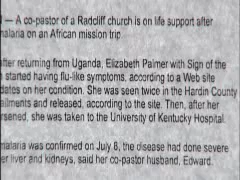 — A co-pastor of a Radcliff church is on life support after
malaria on an African mission trip
after returning from Uganda, Elizabeth Palmer with Sign of the
started having flu-like symptoms, according to a Web site
dates on her condition. She was seen twice in the Hardin County
ailments and released, according to the site. Then, after her
rsened, she was taken to the University of Kentucky Hospital.
malaria was confirmed on July 8, the disease had done severe
er liver and kidneys, said her co-pastor husband, Edward.